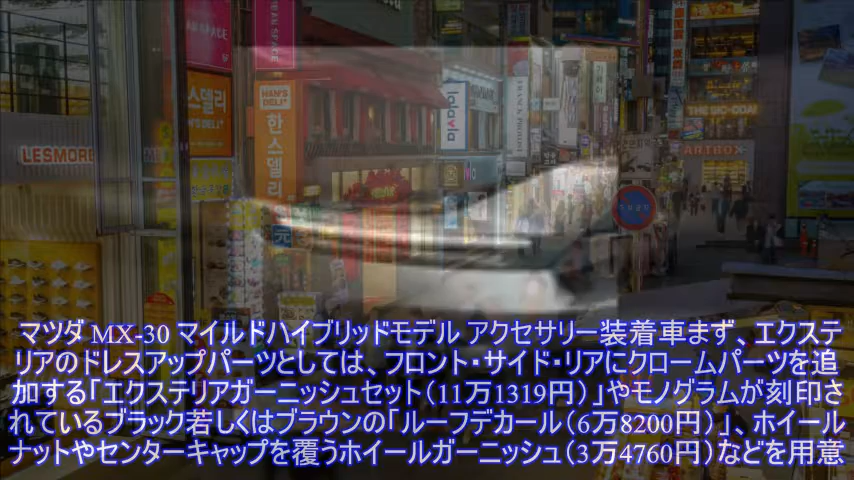 AN SPACE
EAN SPACE
HAN'S DELI
한스델리
스델리
LESMORE
lalavla
THE BIG-COAT
ARTBOX
マツダ MX-30 マイルドハイブリッドモデル アクセサリー装着車まず、エクステ
リアのドレスアップパーツとしては、フロント・サイド・リアにクロームパーツを追
加する「エクステリアガーニッシュセット（11万1319円）」やモノグラムが刻印さ
れているブラック若しくはブラウンの「ルーフデカール（6万8200円）」、ホイール
ナットやセンターキャップを覆うホイールガーニッシュ（3万4760円）などを用意